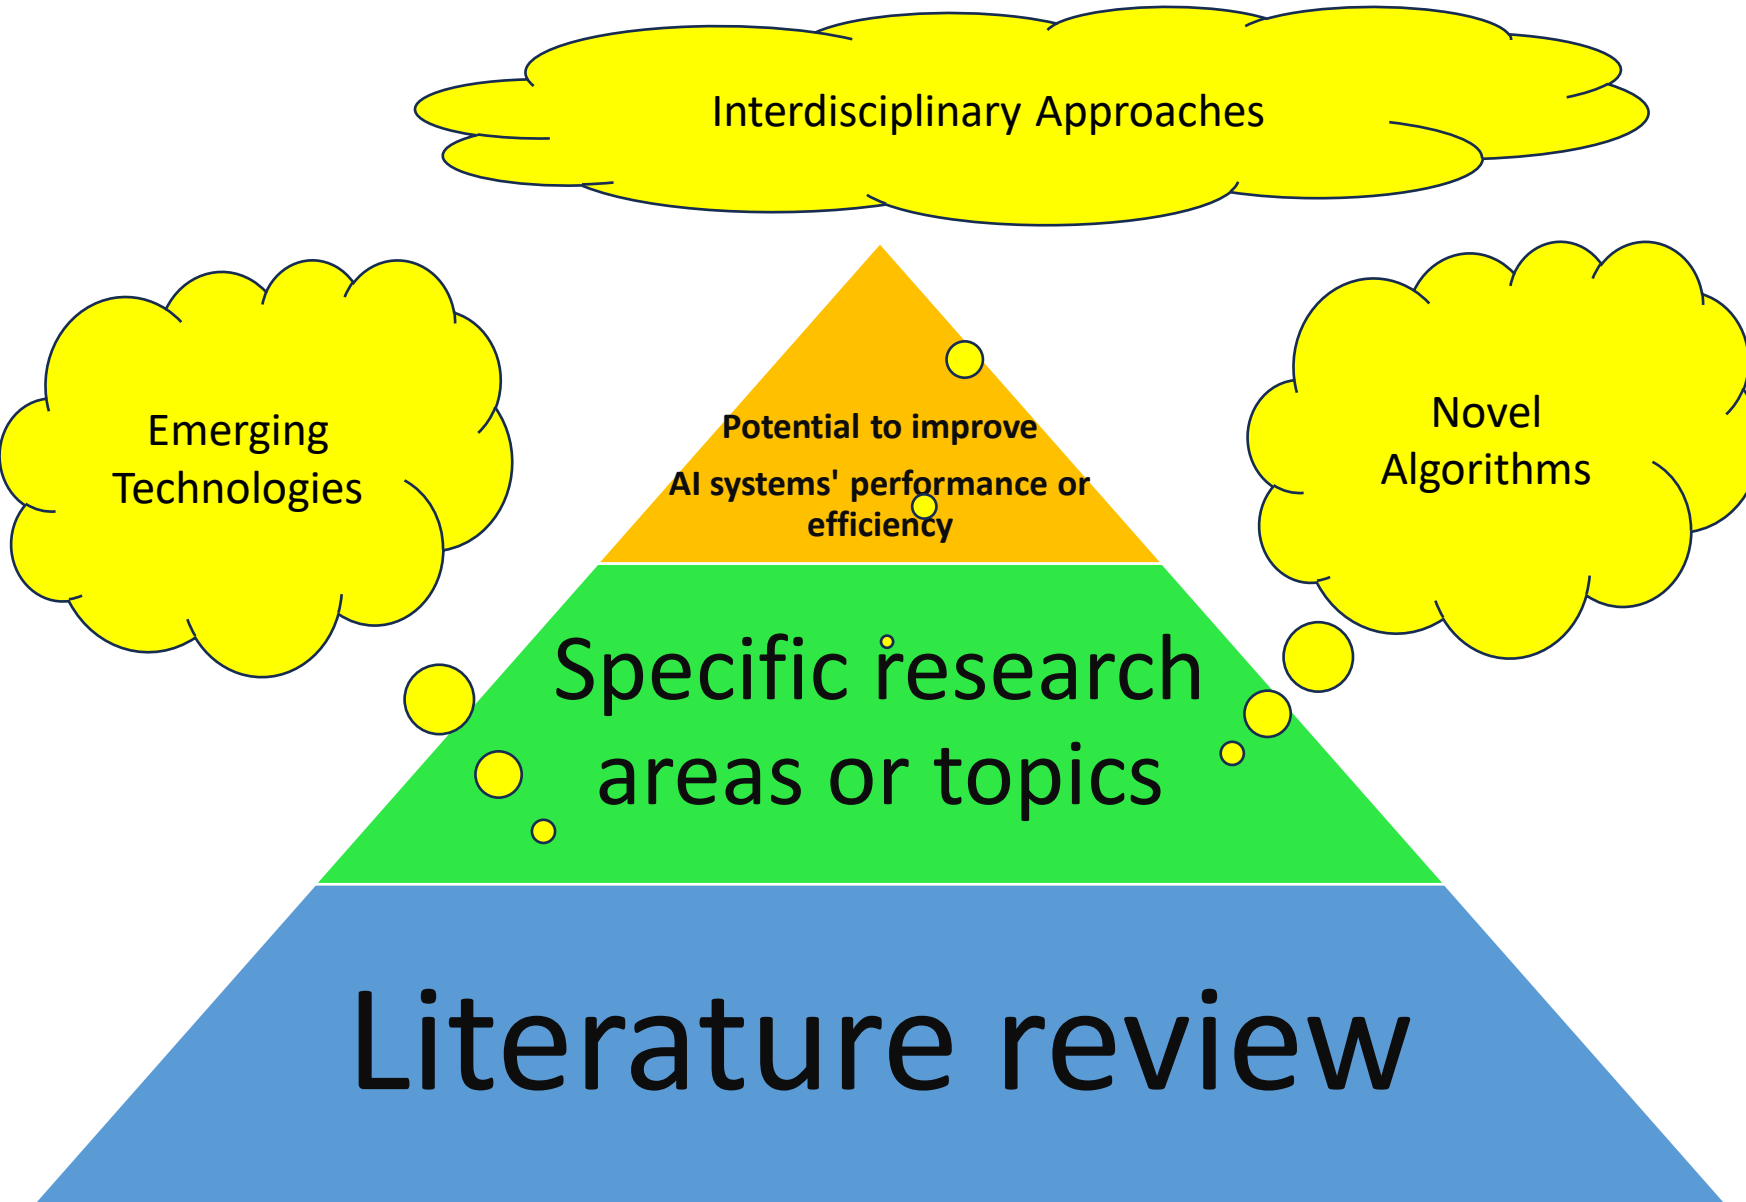 Interdisciplinary Approaches
Emerging
Technologies
Novel
Algorithms
Potential to improve
AI systems' performance or
efficiency
Specific research
areas or topics
Literature review